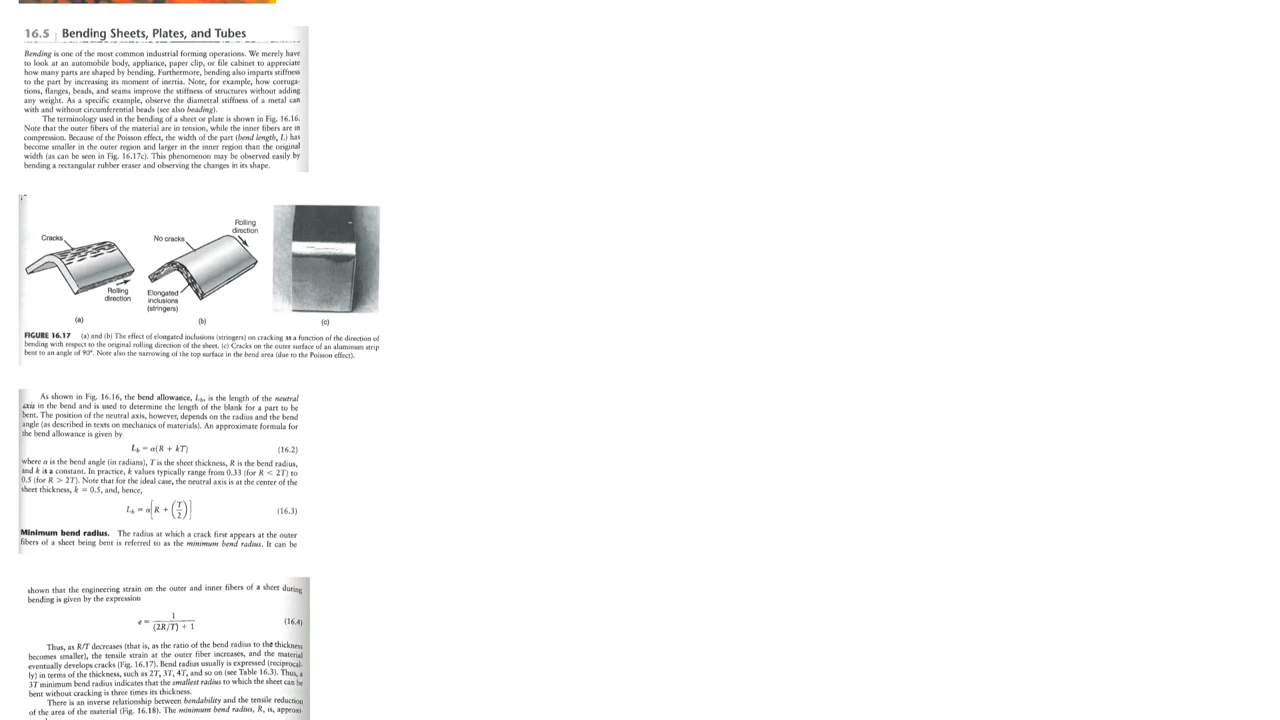 16.5 Bending Sheets, Plates, and Tubes
Bending is one of the most common industrial forming operations. We merely have
to look at an automobile body, appliance, paper clip, or file cabinet to appreciate
how many parts are shaped by bending. Furthermore, bending also imparts stiffness
to the part by increasing its moment of inertia. Note, for example, how corruga-
tions, flanges, beads, and seams improve the stiffness of structures without adding
any weight. As a specific example, observe the diametral stiffness of a metal can
with and without circumferential beads (see also beading).
The terminology used in the bending of a sheet or plate is shown in Fig. 16.16.
Note that the outer fibers of the material are in tension, while the inner fibers are in
compression. Because of the Poisson effect, the width of the part (bend length, L) has
become smaller in the outer region and larger in the inner region than the original
width (as can be seen in Fig. 16.17c). This phenomenon may be observed easily by
bending a rectangular rubber eraser and observing the changes in its shape.
Cracks
Rolling
direction
(a)
No cracks
Rolling
direction
Elongated
inclusions
(stringers)
(b)
(c)
FIGURE 16.17 (a) and (b) The effect of elongated inclusions (stringers) on cracking as a function of the direction of
bending with respect to the original rolling direction of the sheet. (c) Cracks on the outer surface of an aluminum strip
bent to an angle of 90°. Note also the narrowing of the top surface in the bend area (due to the Poisson effect).
As shown in Fig. 16.16, the bend allowance, Lb, is the length of the neutral
axis in the bend and is used to determine the length of the blank for a part to be
bent. The position of the neutral axis, however, depends on the radius and the bend
angle (as described in texts on mechanics of materials). An approximate formula for
the bend allowance is given by
Lb = α(R + kT) (16.2)
where α is the bend angle (in radians), T is the sheet thickness, R is the bend radius,
and k is a constant. In practice, k values typically range from 0.33 (for R < 2T) to
0.5 (for R > 2T). Note that for the ideal case, the neutral axis is at the center of the
sheet thickness, k = 0.5, and, hence,
Lb = α[R + (T/2)] (16.3)
Minimum bend radius. The radius at which a crack first appears at the outer
fibers of a sheet being bent is referred to as the minimum bend radius. It can be
shown that the engineering strain on the outer and inner fibers of a sheet during
bending is given by the expression
e = 1/((2R/T) + 1) (16.4)
Thus, as R/T decreases (that is, as the ratio of the bend radius to the thickness
becomes smaller), the tensile strain at the outer fiber increases, and the material
eventually develops cracks (Fig. 16.17). Bend radius usually is expressed (reciprocal-
ly) in terms of the thickness, such as 2T, 3T, 4T, and so on (see Table 16.3). Thus, a
3T minimum bend radius indicates that the smallest radius to which the sheet can be
bent without cracking is three times its thickness.
There is an inverse relationship between bendability and the tensile reduction
of the area of the material (Fig. 16.18). The minimum bend radius, R, is, approxi-